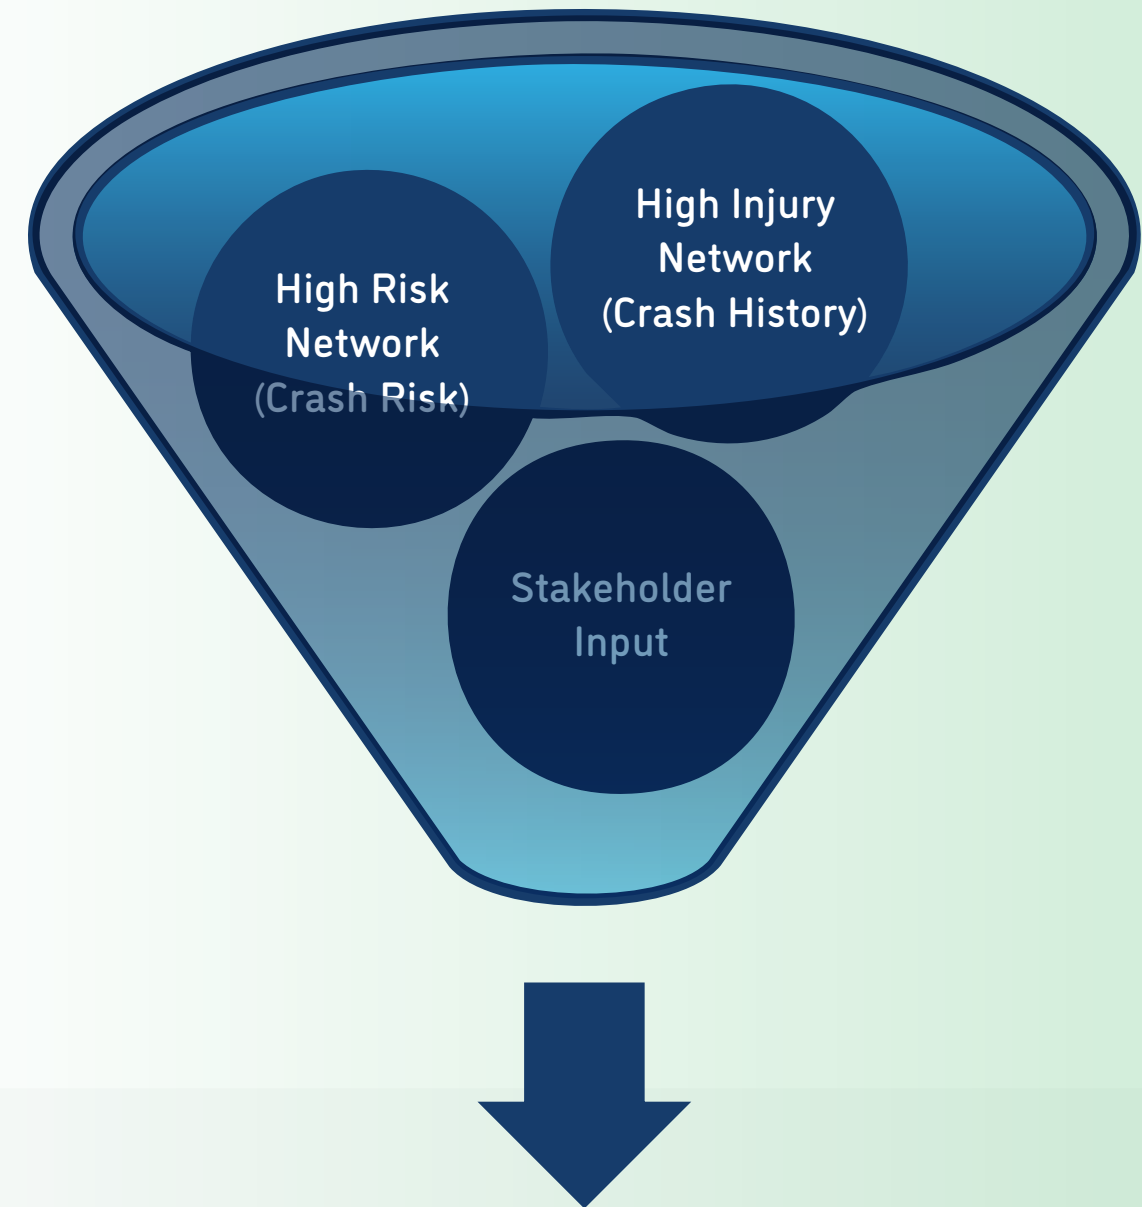 High Injury
Network
(Crash History)
High Risk
Network
(Crash Risk)
Stakeholder
Input